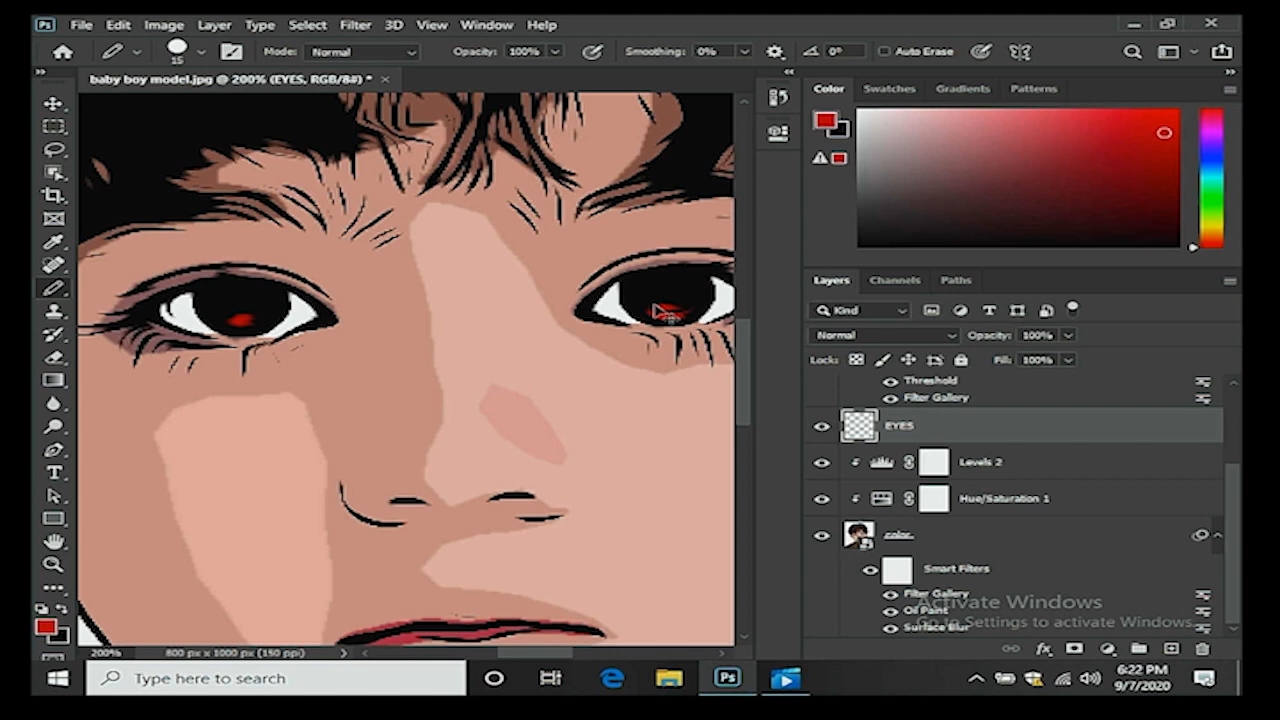 Ps File Edit Image Layer Type Select Filter 3D View Window Help
15 Mode: Normal Opacity: 100% Smoothing: 0% 0° Auto Erase
baby boy model.jpg @ 200% (EYES, RGB/8#) * ×
Color Swatches Gradients Patterns
Layers Channels Paths
Kind
Normal Opacity: 100%
Lock: Fill: 100%
Threshold
Filter Gallery
EYES
Levels 2
Hue/Saturation 1
color
Smart Filters
Filter Gallery
Oil Paint
Surface Blur
Activate Windows
Go to Settings to activate Windows.
200% 800 px x 1000 px (150 ppi)
Type here to search
Ps
6:22 PM
9/7/2020